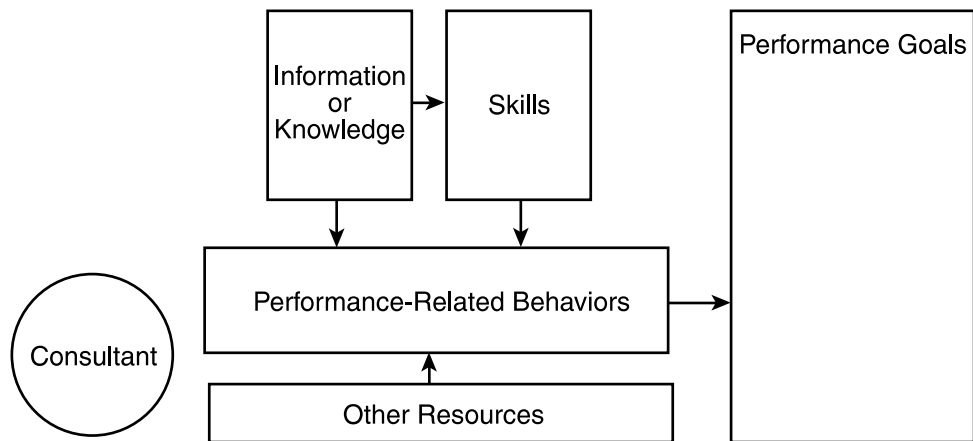 Information
or
Knowledge
Skills
Performance Goals
Performance-Related Behaviors
Consultant
Other Resources